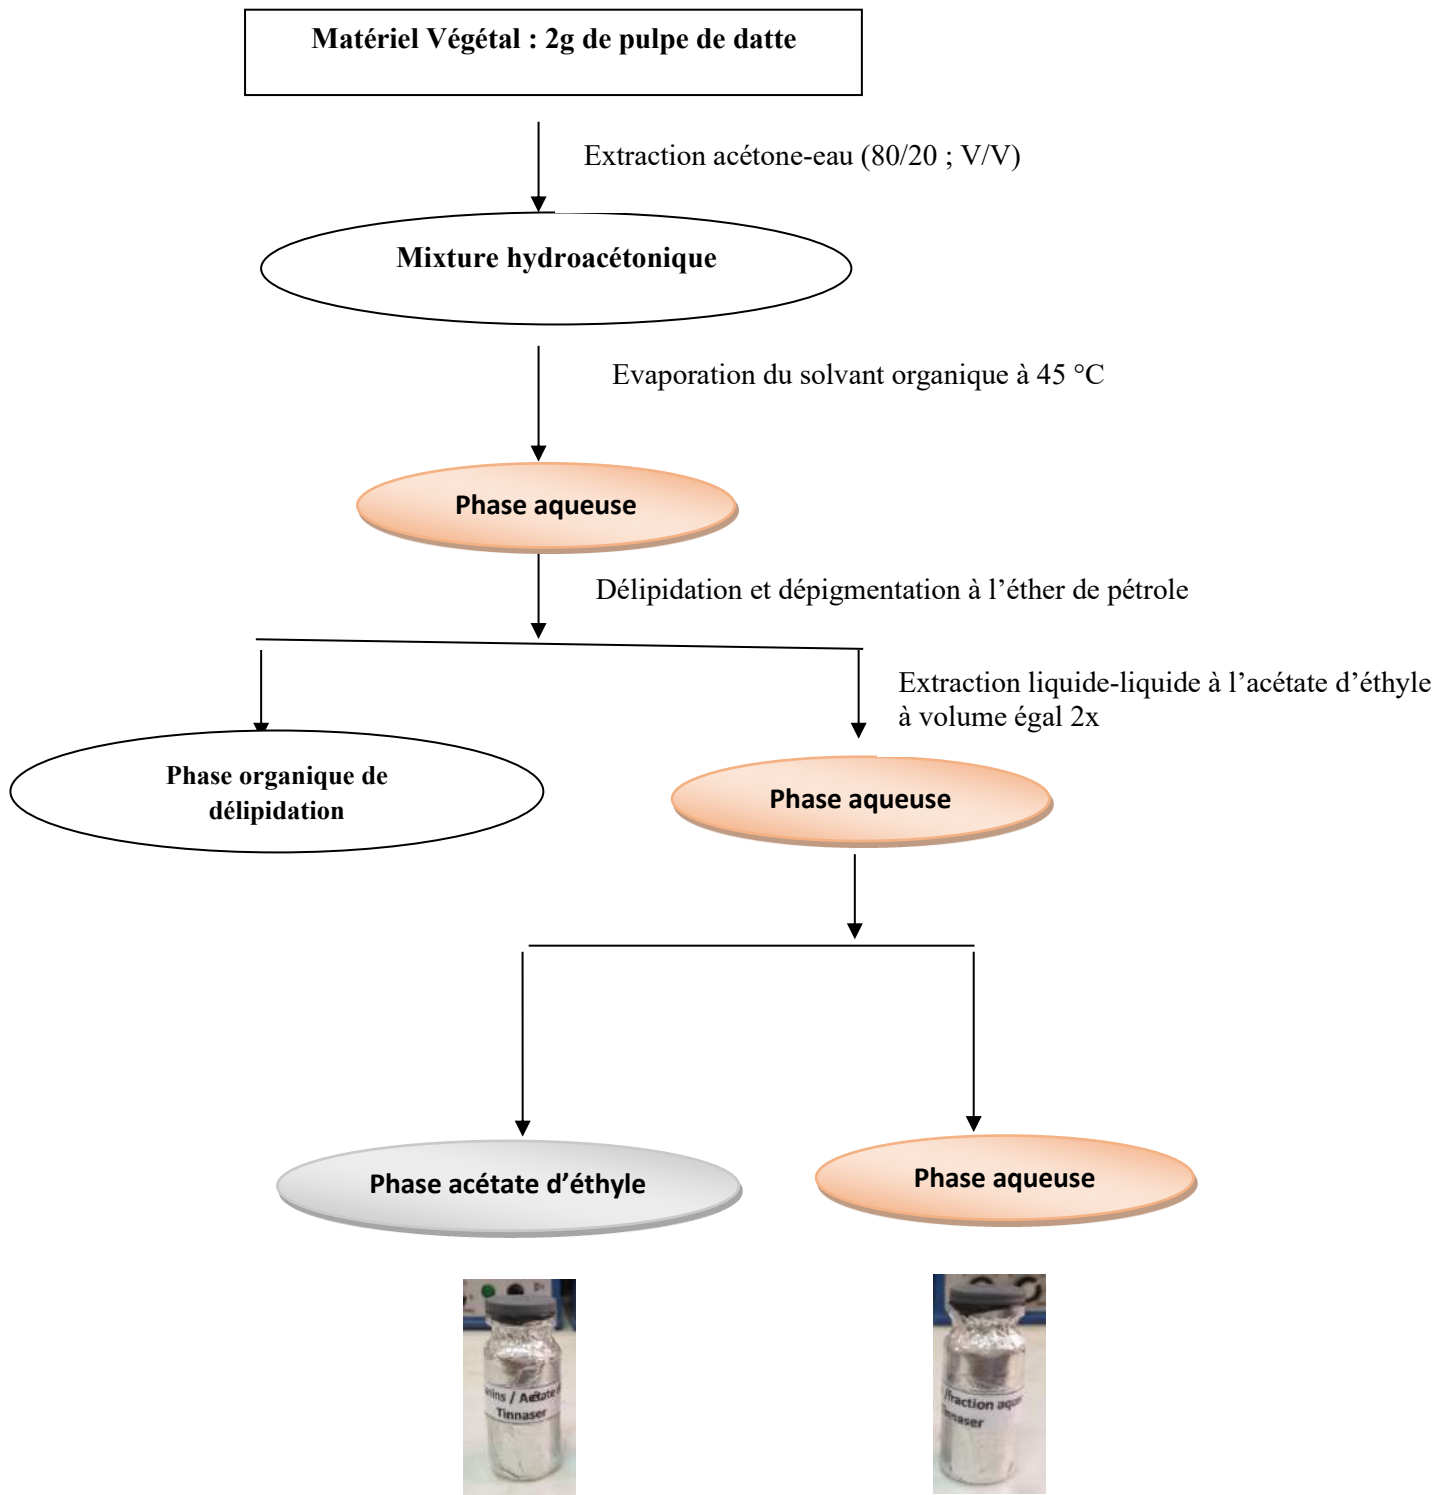 Matériel Végétal : 2g de pulpe de datte
Extraction acétone-eau (80/20 ; V/V)
Mixture hydroacétonique
Evaporation du solvant organique à 45 °C
Phase aqueuse
Délipidation et dépigmentation à l’éther de pétrole
Extraction liquide-liquide à l’acétate d’éthyle
à volume égal 2x
Phase organique de
délipidation
Phase aqueuse
Phase acétate d’éthyle
Phase aqueuse
Tinnaser
/fraction